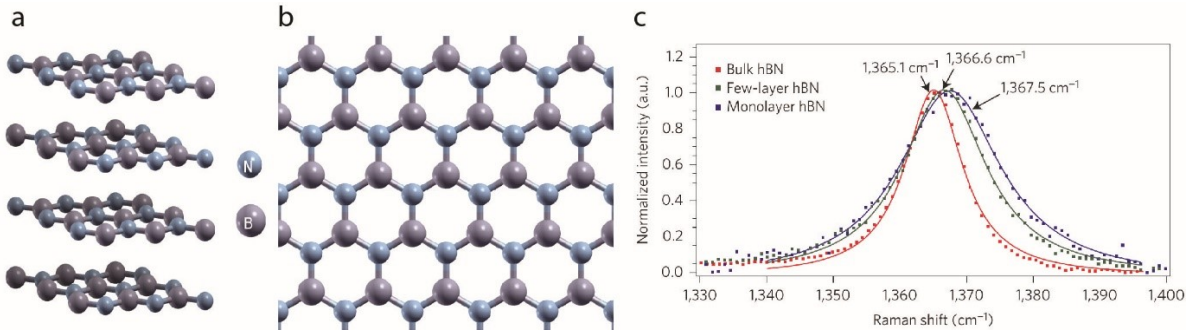 a
b
c
N
B
Bulk hBN
Few-layer hBN
Monolayer hBN
1,365.1 cm⁻¹
1,366.6 cm⁻¹
1,367.5 cm⁻¹
Normalized intensity (a.u.)
1.2
1.0
0.8
0.6
0.4
0.2
0.0
1,330 1,340 1,350 1,360 1,370 1,380 1,390 1,400
Raman shift (cm⁻¹)